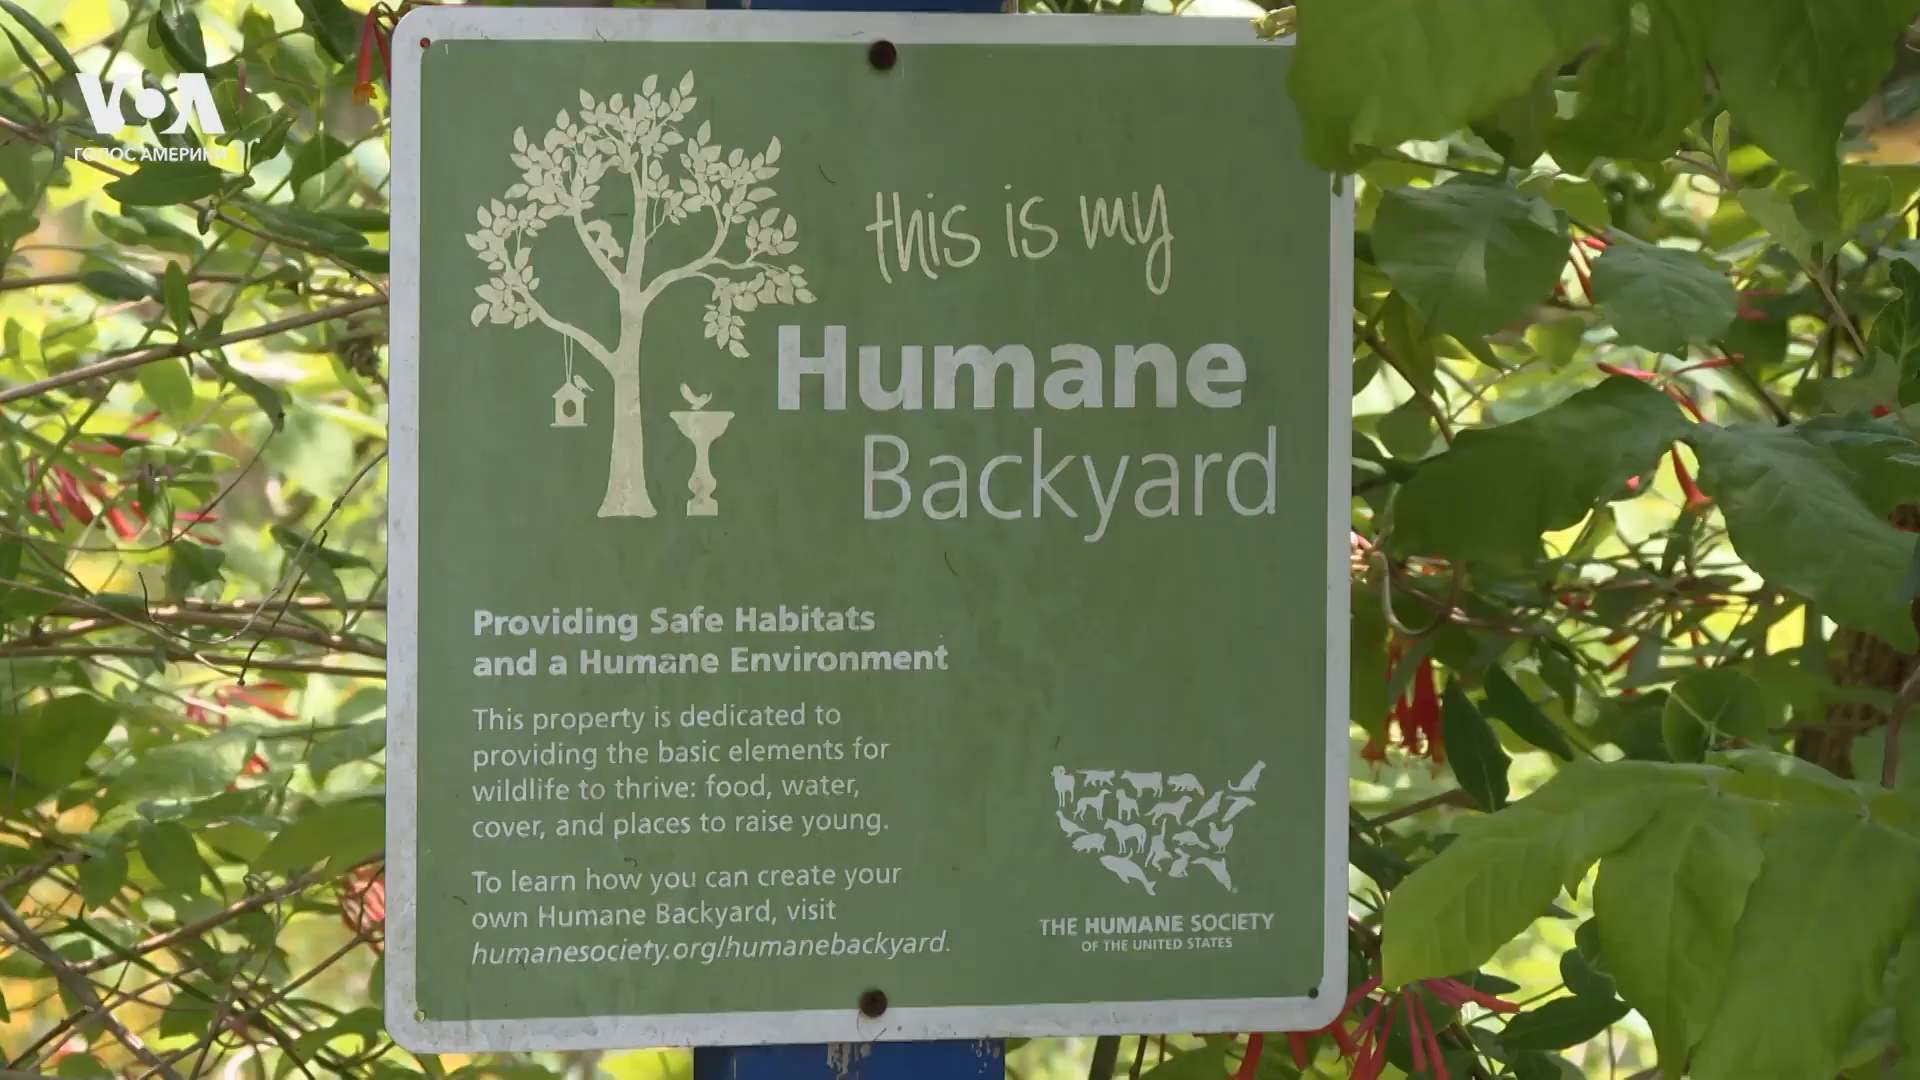 VOA
ГОЛОС АМЕРИКИ
this is my
Humane
Backyard
Providing Safe Habitats
and a Humane Environment
This property is dedicated to
providing the basic elements for
wildlife to thrive: food, water,
cover, and places to raise young.
To learn how you can create your
own Humane Backyard, visit
humanesociety.org/humanebackyard.
THE HUMANE SOCIETY
OF THE UNITED STATES